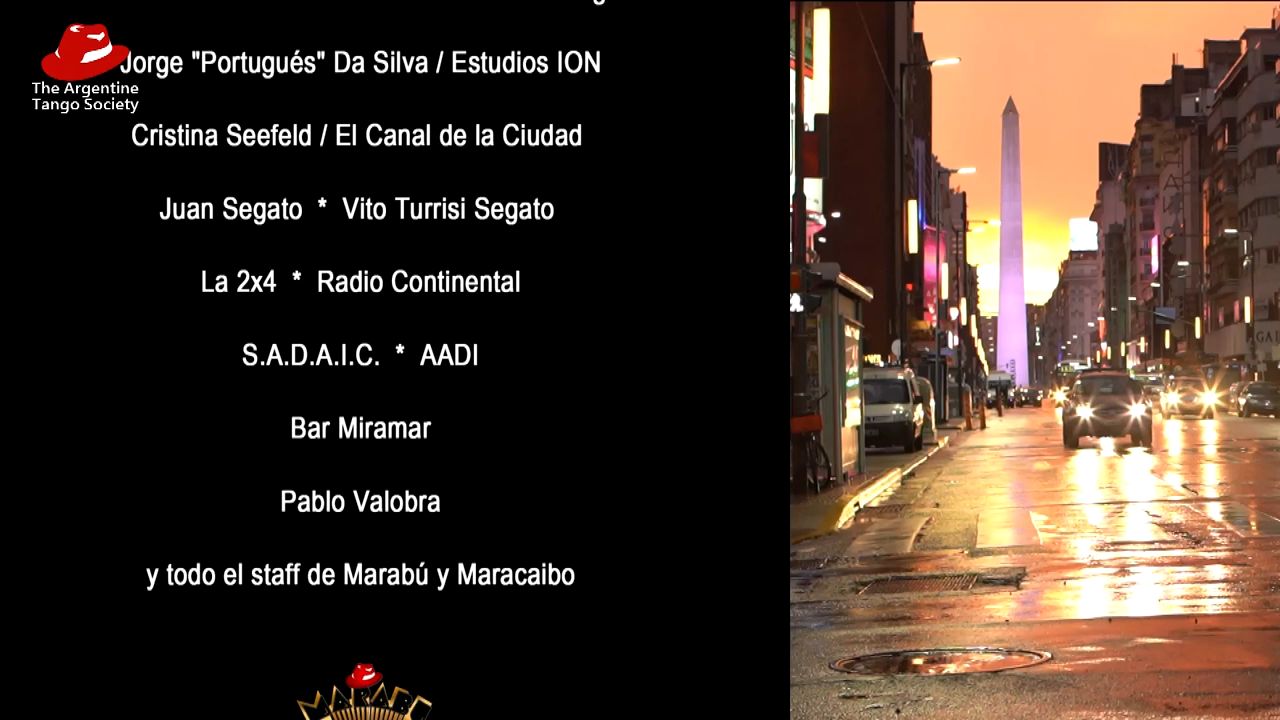 The Argentine
Tango Society
Jorge "Portugués" Da Silva / Estudios ION
Cristina Seefeld / El Canal de la Ciudad
Juan Segato * Vito Turrisi Segato
La 2x4 * Radio Continental
S.A.D.A.I.C. * AADI
Bar Miramar
Pablo Valobra
y todo el staff de Marabú y Maracaibo
MARABÚ